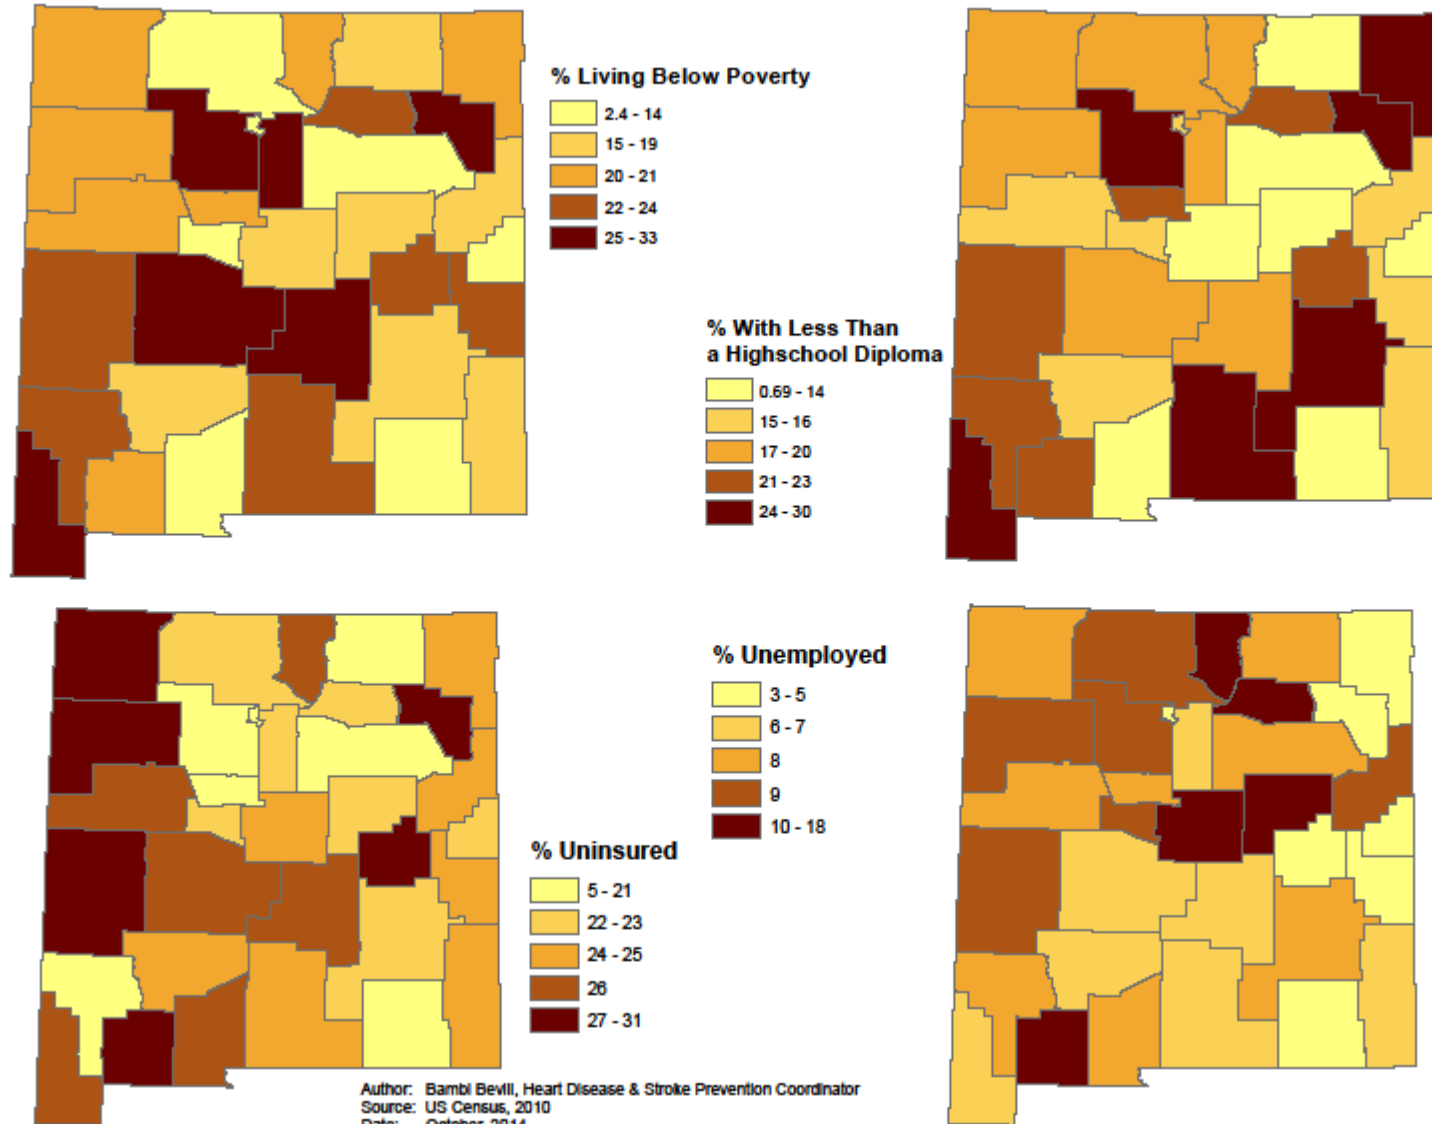 % Living Below Poverty
2.4 - 14
15 - 19
20 - 21
22 - 24
25 - 33
% With Less Than
a Highschool Diploma
0.69 - 14
15 - 16
17 - 20
21 - 23
24 - 30
% Unemployed
3 - 5
6 - 7
8
9
10 - 18
% Uninsured
5 - 21
22 - 23
24 - 25
26
27 - 31
Author: Bambi Bevill, Heart Disease & Stroke Prevention Coordinator
Source: US Census, 2010
Date: October, 2014